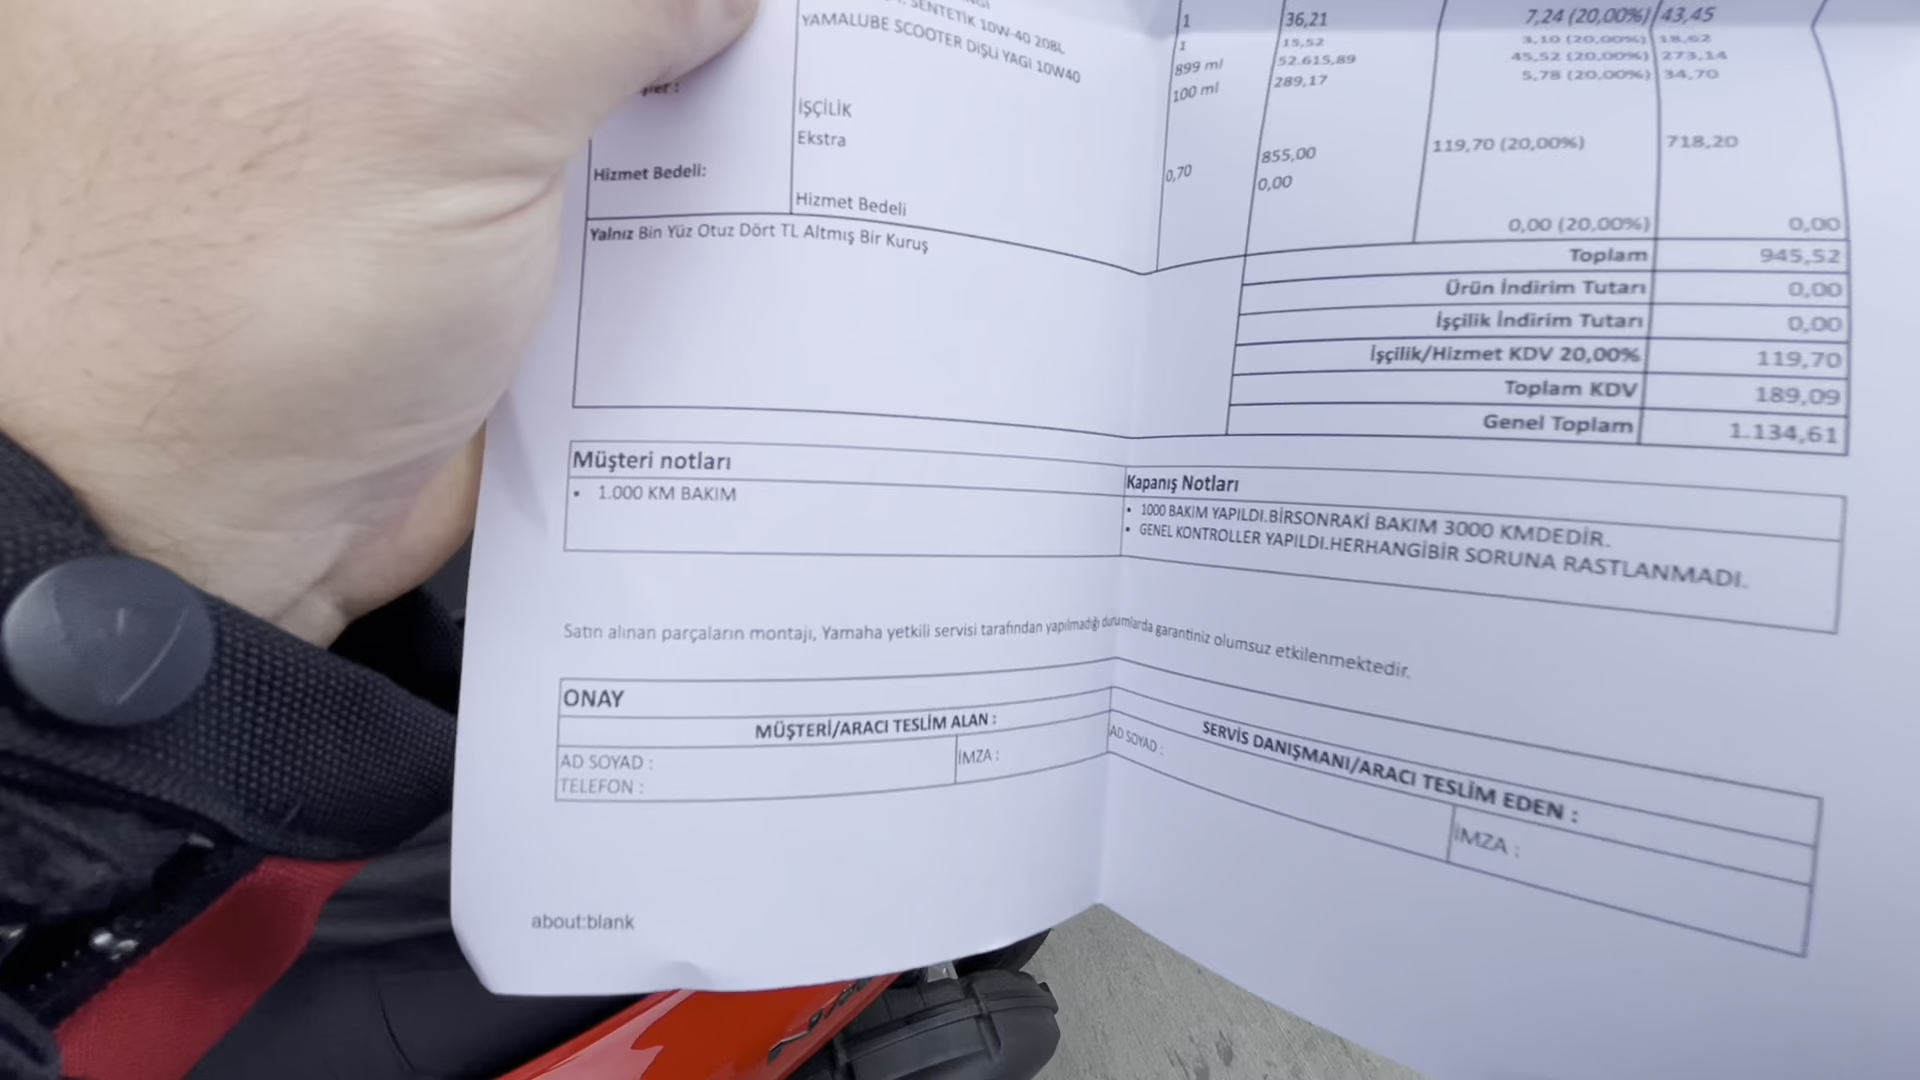 SENTETİK 10W-40 208L
YAMALUBE SCOOTER DİŞLİ YAGI 10W40
1 36,21 7,24 (20,00%) 43,45
1 15,52 3,10 (20,00%) 18,62
899 ml 52.615,89 45,52 (20,00%) 273,14
100 ml 289,17 5,78 (20,00%) 34,70
İŞÇİLİK
Ekstra
0,70 855,00 119,70 (20,00%) 718,20
0,00
Hizmet Bedeli:
Hizmet Bedeli
0,00 (20,00%) 0,00
Yalnız Bin Yüz Otuz Dört TL Altmış Bir Kuruş
Toplam 945,52
Ürün İndirim Tutarı 0,00
İşçilik İndirim Tutarı 0,00
İşçilik/Hizmet KDV 20,00% 119,70
Toplam KDV 189,09
Genel Toplam 1.134,61
Müşteri notları
• 1.000 KM BAKIM
Kapanış Notları
• 1000 BAKIM YAPILDI.BİRSONRAKİ BAKIM 3000 KMDEDİR.
• GENEL KONTROLLER YAPILDI.HERHANGİBİR SORUNA RASTLANMADI.
Satın alınan parçaların montajı, Yamaha yetkili servisi tarafından yapılmadığı durumlarda garantiniz olumsuz etkilenmektedir.
ONAY
MÜŞTERİ/ARACI TESLİM ALAN :
AD SOYAD :
TELEFON :
İMZA :
SERVİS DANIŞMANI/ARACI TESLİM EDEN :
AD SOYAD :
İMZA :
about:blank